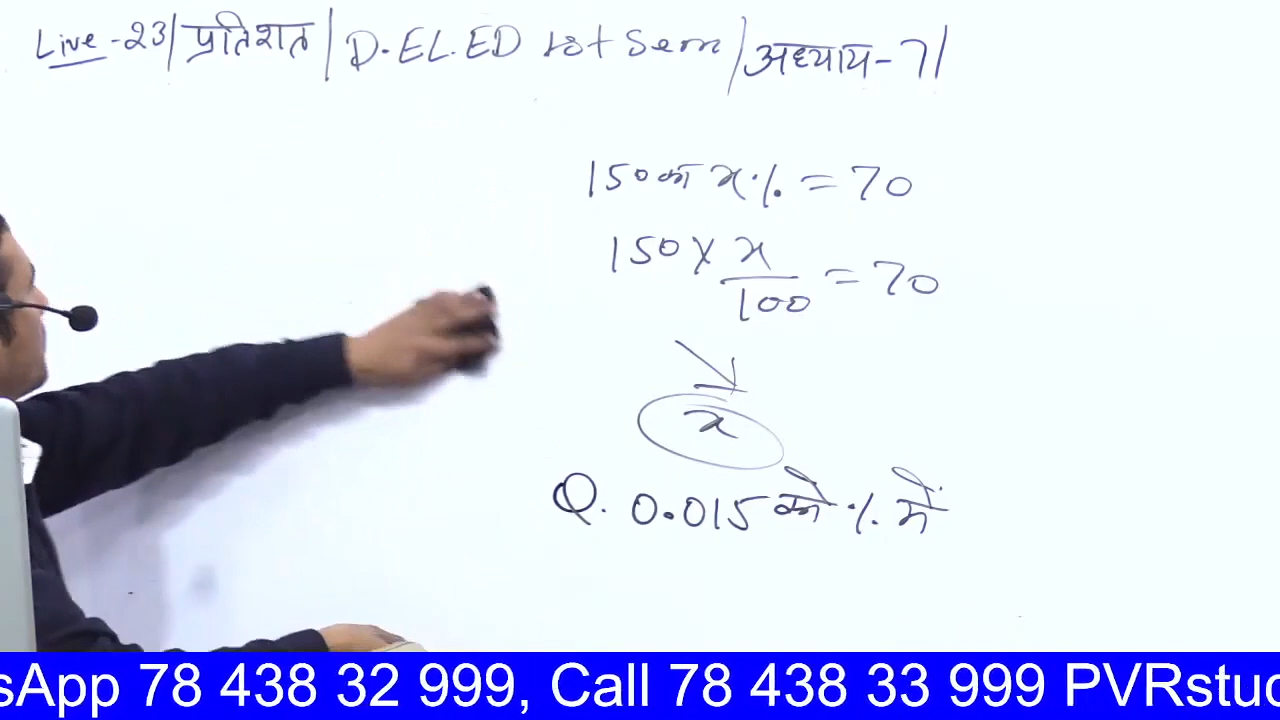 Live-23|प्रतिशत|D.EL.ED 1st Sem|अध्याय-7|
150 का x% = 70
150 × x/100 = 70
x
Q. 0.015 को % में
sApp 78 438 32 999, Call 78 438 33 999 PVRstuc